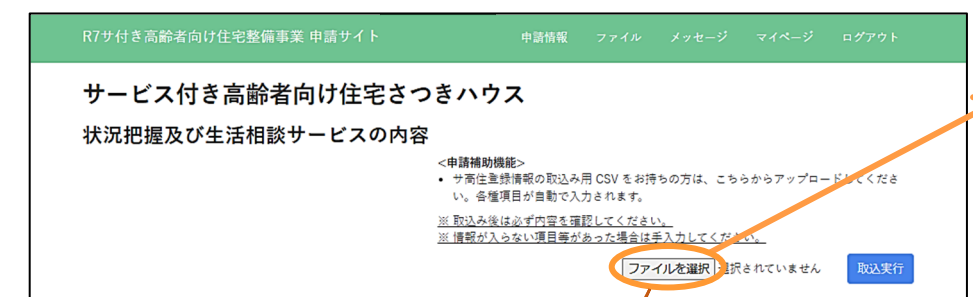 R7サ付き高齢者向け住宅整備事業 申請サイト 申請情報 ファイル メッセージ マイページ ログアウト
サービス付き高齢者向け住宅さつきハウス
状況把握及び生活相談サービスの内容
<申請補助機能>
• サ高住登録情報の取込み用 CSV をお持ちの方は、こちらからアップロードしてくださ
い。各種項目が自動で入力されます。
※ 取込み後は必ず内容を確認してください。
※ 情報が入らない項目等があった場合は手入力してください。
ファイルを選択 選択されていません 取込実行